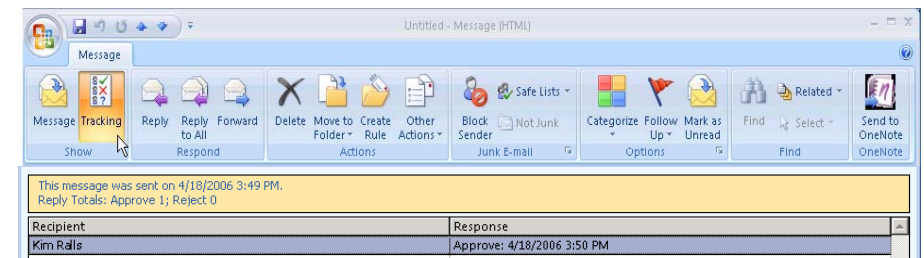 Untitled - Message (HTML)
Message
Message Tracking Reply Reply to All Forward Delete Move to Folder Create Rule Other Actions Block Sender Safe Lists Not Junk Categorize Follow Up Mark as Unread Find Related Select Send to OneNote
Show Respond Actions Junk E-mail Options Find OneNote
This message was sent on 4/18/2006 3:49 PM.
Reply Totals: Approve 1; Reject 0
Recipient Response
Kim Ralls Approve: 4/18/2006 3:50 PM